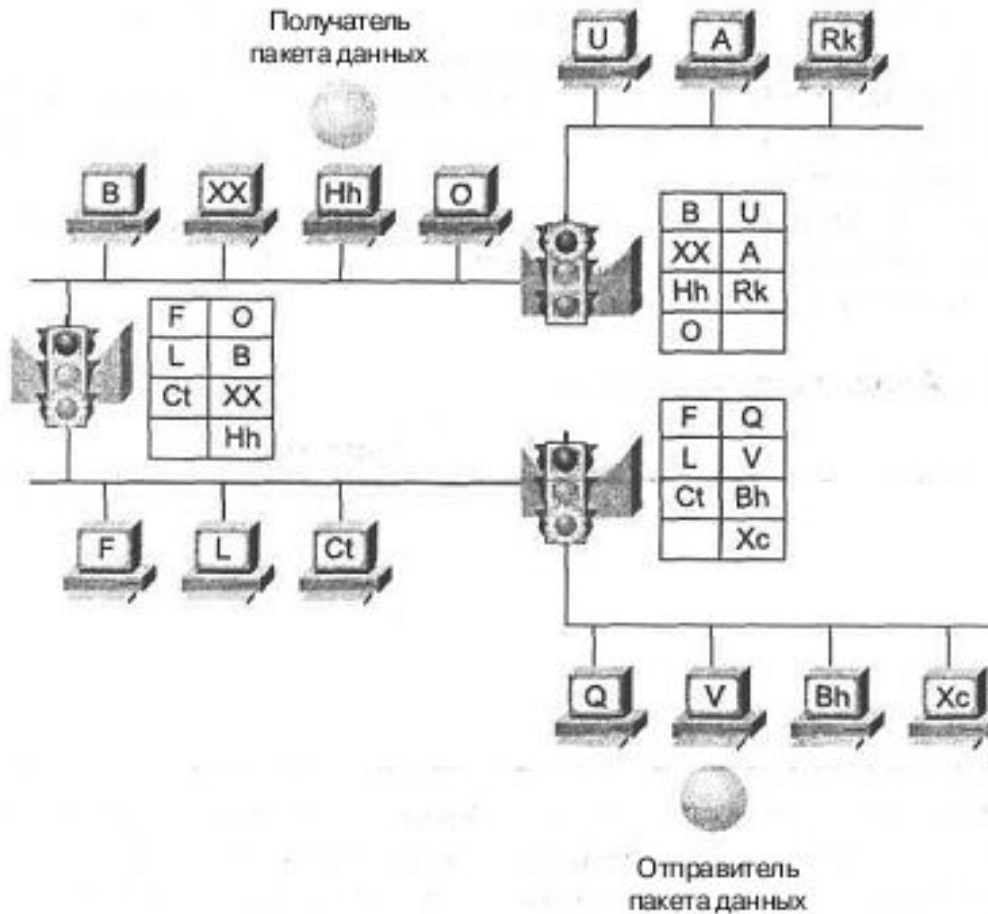 Получатель
пакета данных
U A Rk
B XX Hh O
B U
XX A
Hh Rk
O
F O
L B
Ct XX
Hh
F Q
L V
Ct Bh
Xc
F L Ct
Q V Bh Xc
Отправитель
пакета данных